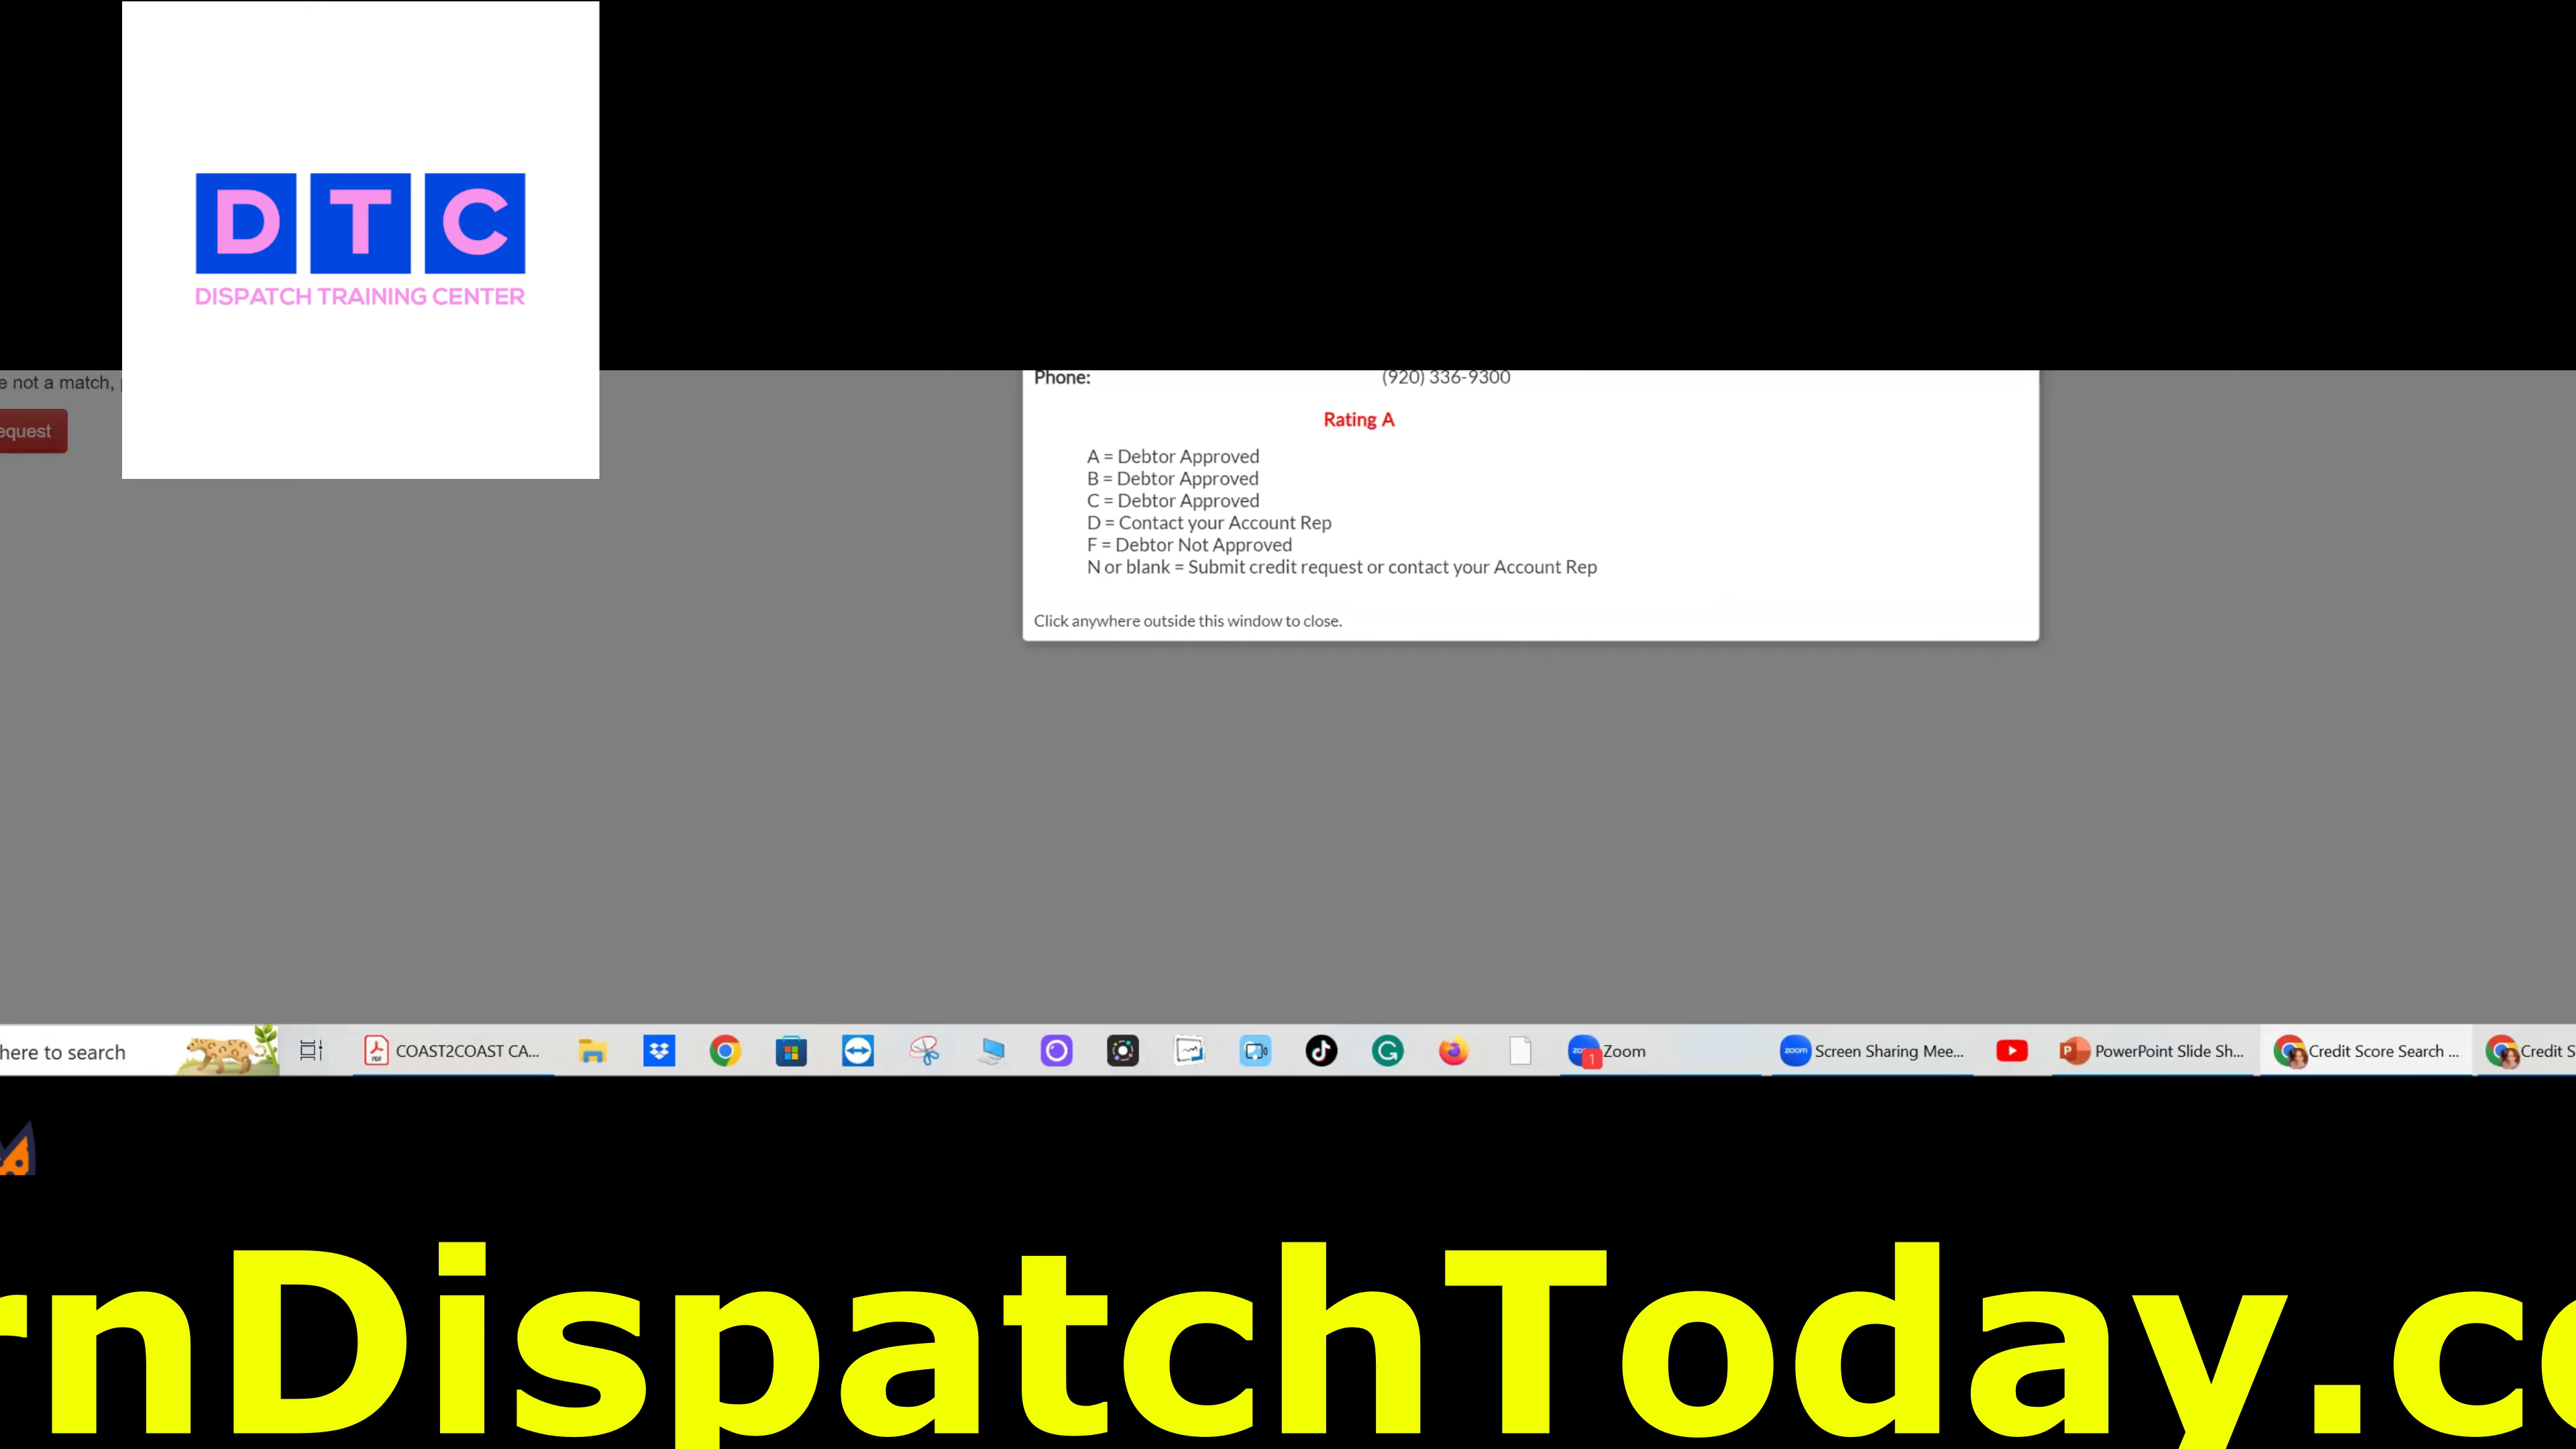 D T C
DISPATCH TRAINING CENTER
e not a match,
equest
Phone: (920) 336-9300
Rating A
A = Debtor Approved
B = Debtor Approved
C = Debtor Approved
D = Contact your Account Rep
F = Debtor Not Approved
N or blank = Submit credit request or contact your Account Rep
Click anywhere outside this window to close.
here to search
COAST2COAST CA...
1
Zoom
zoom
Screen Sharing Mee...
PowerPoint Slide Sh...
Credit Score Search ...
Credit S
rnDispatchToday.co